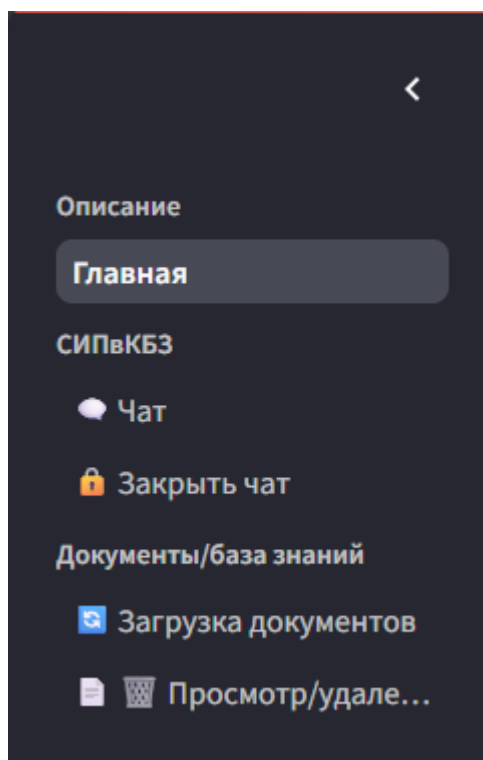 Описание
Главная
СИПвКБЗ
Чат
Закрыть чат
Документы/база знаний
Загрузка документов
Просмотр/удале...